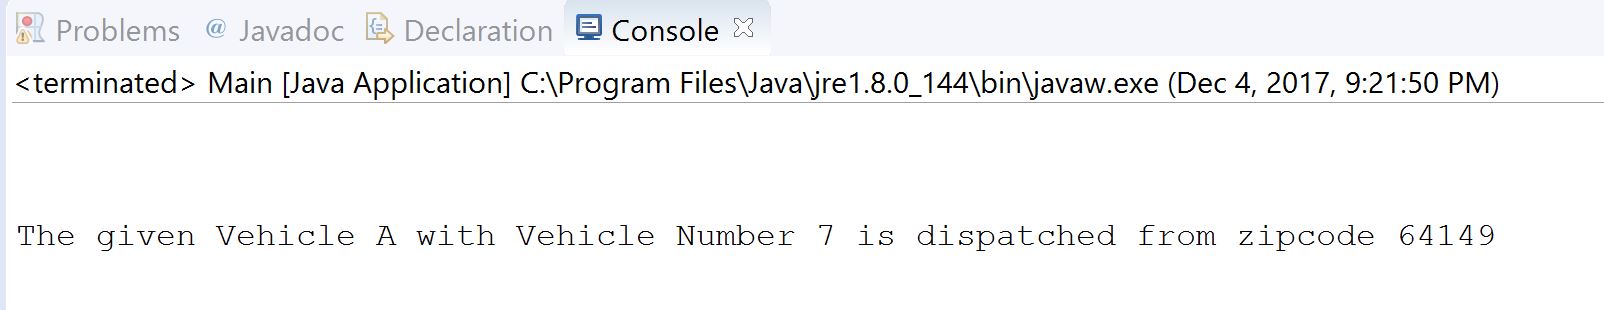 Problems @ Javadoc Declaration Console
<terminated> Main [Java Application] C:\Program Files\Java\jre1.8.0_144\bin\javaw.exe (Dec 4, 2017, 9:21:50 PM)
The given Vehicle A with Vehicle Number 7 is dispatched from zipcode 64149